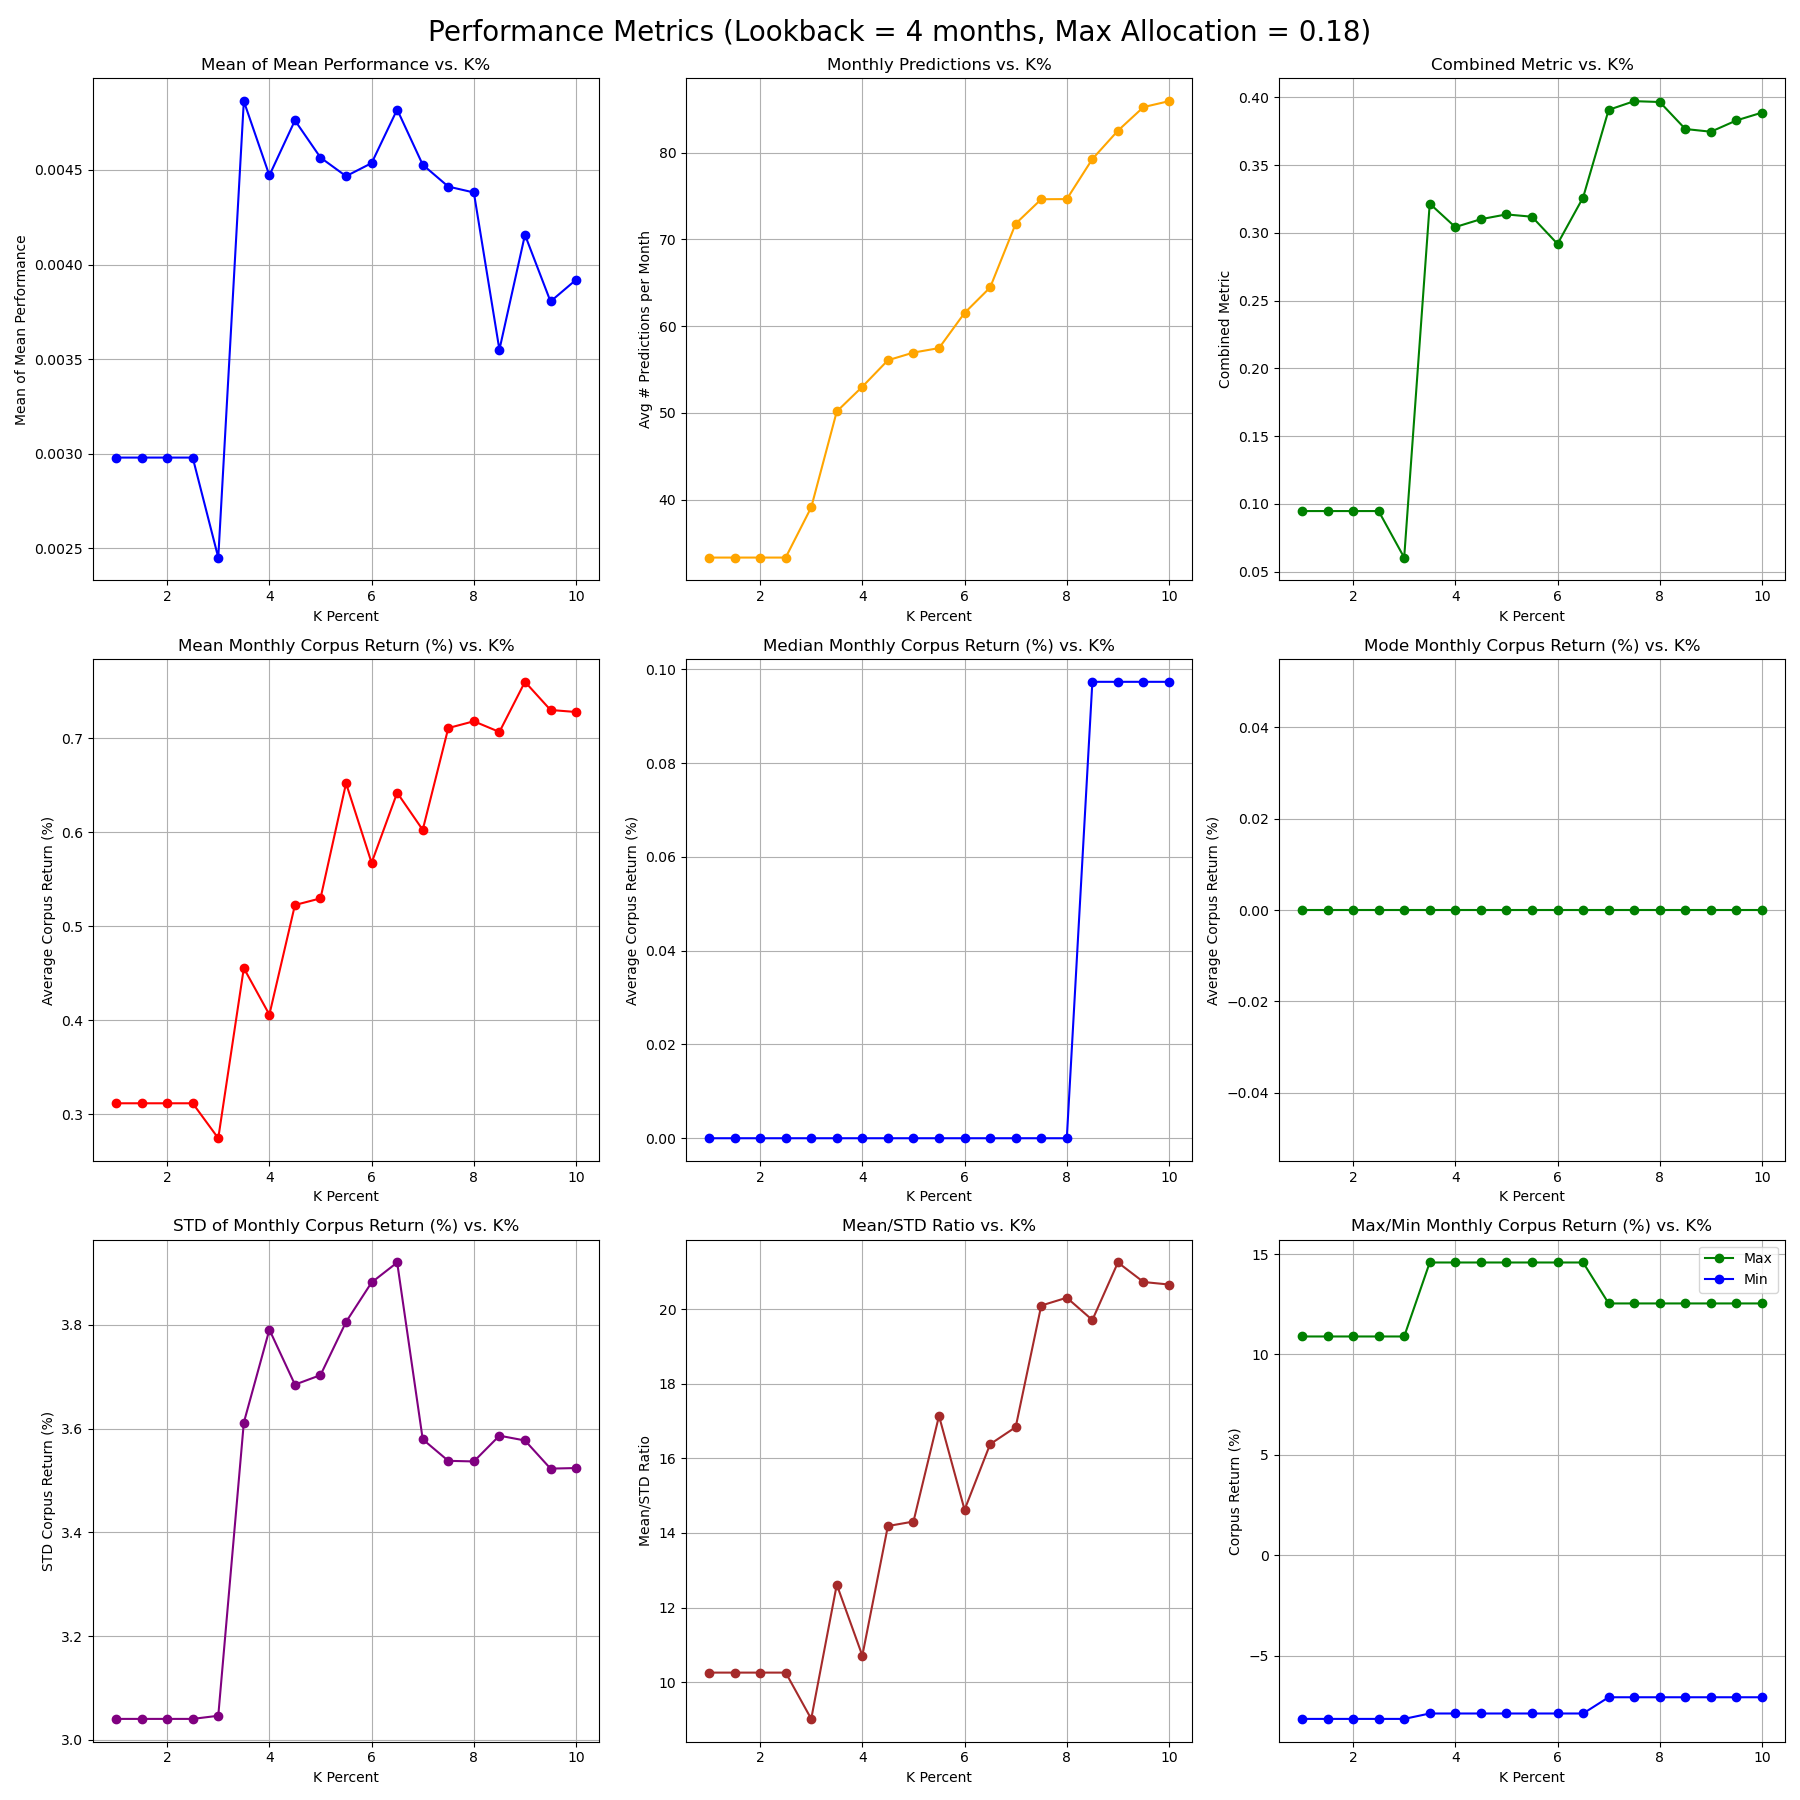 Performance Metrics (Lookback = 4 months, Max Allocation = 0.18)
Mean of Mean Performance vs. K%
Mean of Mean Performance
0.0045
0.0040
0.0035
0.0030
0.0025
2 4 6 8 10
K Percent
Monthly Predictions vs. K%
Avg # Predictions per Month
80
70
60
50
40
2 4 6 8 10
K Percent
Combined Metric vs. K%
Combined Metric
0.40
0.35
0.30
0.25
0.20
0.15
0.10
0.05
2 4 6 8 10
K Percent
Mean Monthly Corpus Return (%) vs. K%
Average Corpus Return (%)
0.7
0.6
0.5
0.4
0.3
2 4 6 8 10
K Percent
Median Monthly Corpus Return (%) vs. K%
Average Corpus Return (%)
0.10
0.08
0.06
0.04
0.02
0.00
2 4 6 8 10
K Percent
Mode Monthly Corpus Return (%) vs. K%
Average Corpus Return (%)
0.04
0.02
0.00
−0.02
−0.04
2 4 6 8 10
K Percent
STD of Monthly Corpus Return (%) vs. K%
STD Corpus Return (%)
3.8
3.6
3.4
3.2
3.0
2 4 6 8 10
K Percent
Mean/STD Ratio vs. K%
Mean/STD Ratio
20
18
16
14
12
10
2 4 6 8 10
K Percent
Max/Min Monthly Corpus Return (%) vs. K%
Corpus Return (%)
15
10
5
0
−5
Max
Min
2 4 6 8 10
K Percent